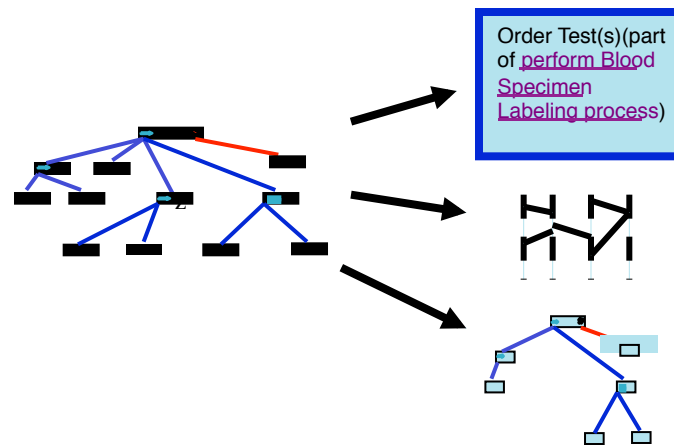 Order Test(s)(part
of perform Blood
Specimen
Labeling process)